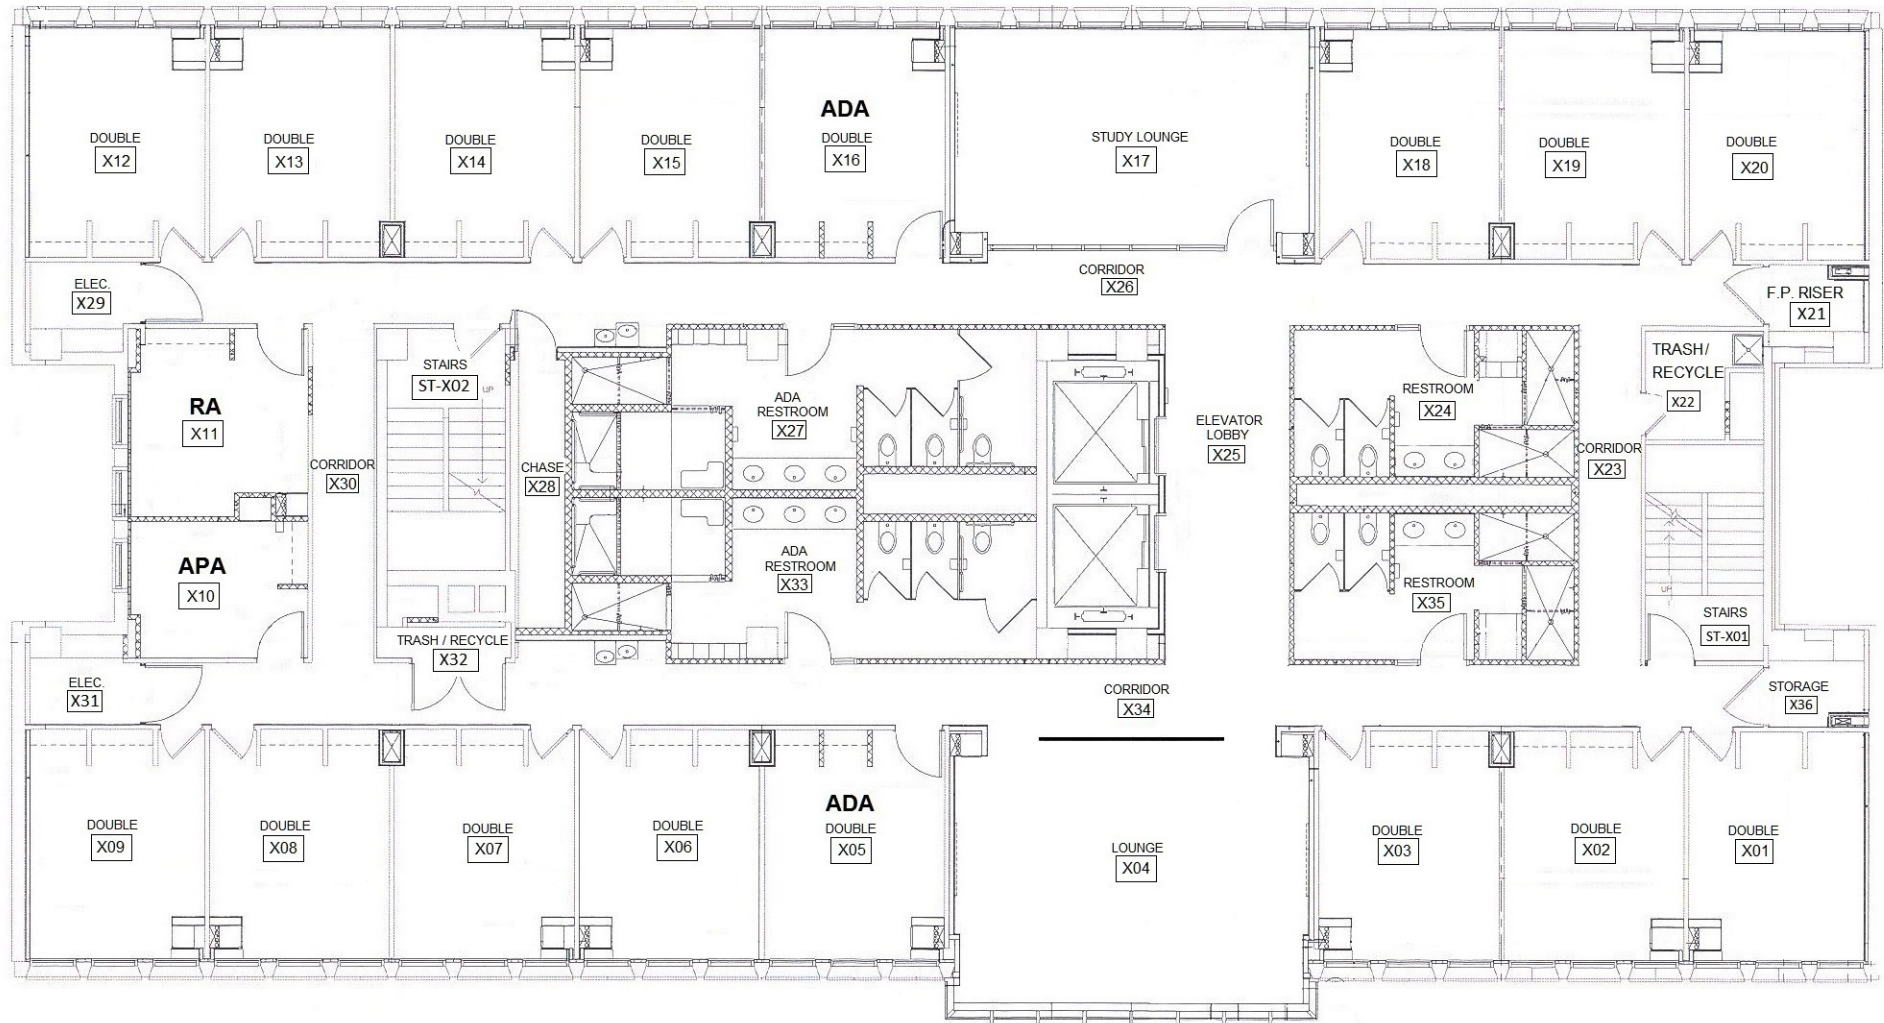 DOUBLE
X12
DOUBLE
X13
DOUBLE
X14
DOUBLE
X15
ADA
DOUBLE
X16
STUDY LOUNGE
X17
DOUBLE
X18
DOUBLE
X19
DOUBLE
X20
ELEC.
X29
CORRIDOR
X26
F.P. RISER
X21
STAIRS
ST-X02
UP
RA
X11
ADA
RESTROOM
X27
ELEVATOR
LOBBY
X25
RESTROOM
X24
TRASH/
RECYCLE
X22
CORRIDOR
X30
CHASE
X28
CORRIDOR
X23
APA
X10
ADA
RESTROOM
X33
RESTROOM
X35
UP
STAIRS
ST-X01
TRASH / RECYCLE
X32
ELEC.
X31
CORRIDOR
X34
STORAGE
X36
DOUBLE
X09
DOUBLE
X08
DOUBLE
X07
DOUBLE
X06
ADA
DOUBLE
X05
LOUNGE
X04
DOUBLE
X03
DOUBLE
X02
DOUBLE
X01